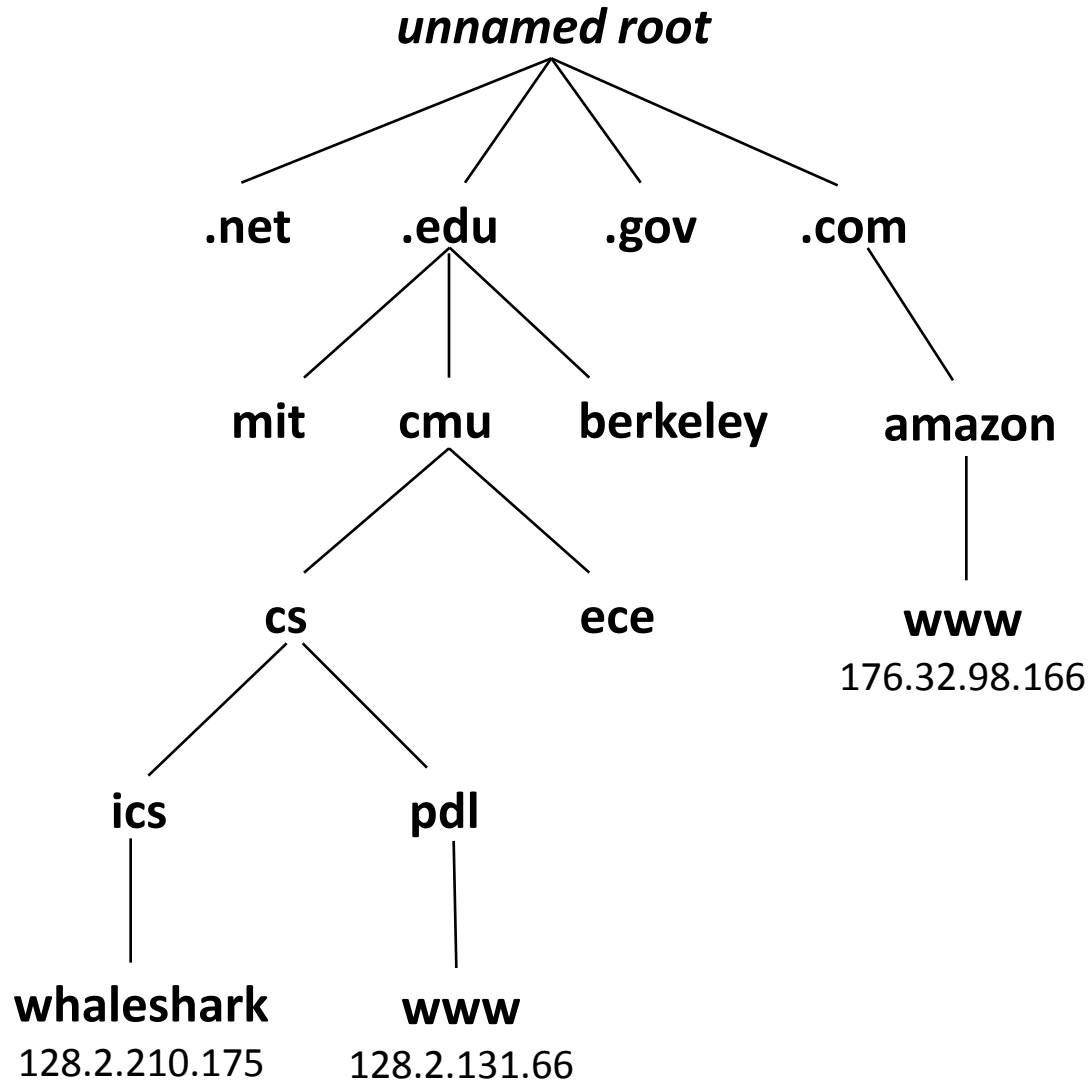 unnamed root
.net .edu .gov .com
mit cmu berkeley amazon
cs ece www
176.32.98.166
ics pdl
whaleshark www
128.2.210.175 128.2.131.66